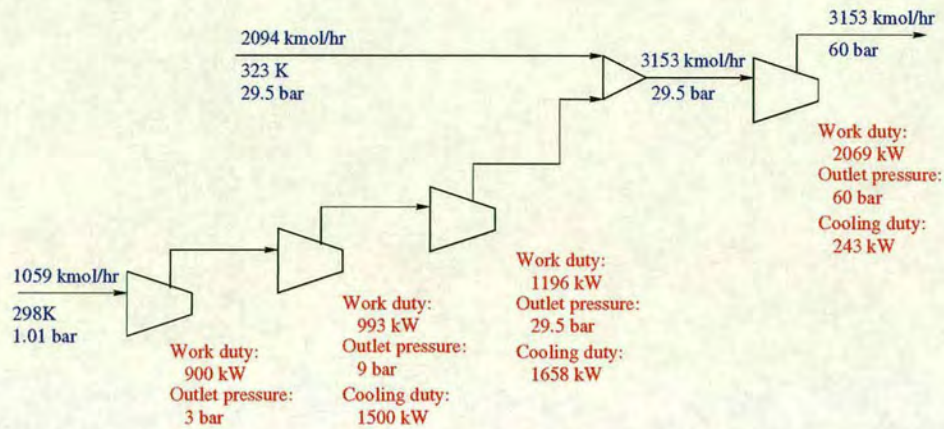 2094 kmol/hr
323 K
29.5 bar
3153 kmol/hr
29.5 bar
3153 kmol/hr
60 bar
Work duty:
2069 kW
Outlet pressure:
60 bar
Cooling duty:
243 kW
1059 kmol/hr
298K
1.01 bar
Work duty:
900 kW
Outlet pressure:
3 bar
Work duty:
993 kW
Outlet pressure:
9 bar
Cooling duty:
1500 kW
Work duty:
1196 kW
Outlet pressure:
29.5 bar
Cooling duty:
1658 kW